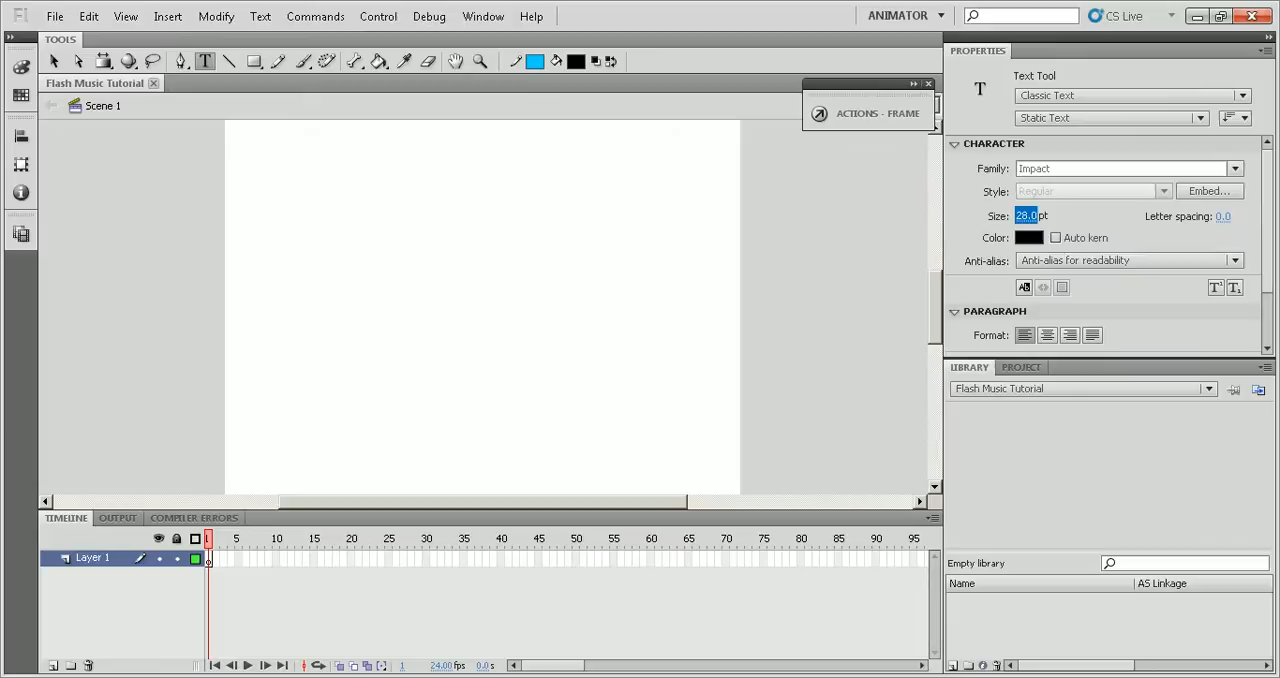 Fl File Edit View Insert Modify Text Commands Control Debug Window Help ANIMATOR CS Live
TOOLS
T
Flash Music Tutorial
Scene 1
ACTIONS - FRAME
PROPERTIES
T Text Tool
Classic Text
Static Text
CHARACTER
Family: Impact
Style: Regular Embed...
Size: 28.0 pt Letter spacing: 0.0
Color: Auto kern
Anti-alias: Anti-alias for readability
T¹ T₁
PARAGRAPH
Format:
LIBRARY PROJECT
Flash Music Tutorial
Empty library
Name AS Linkage
TIMELINE OUTPUT COMPILER ERRORS
1 5 10 15 20 25 30 35 40 45 50 55 60 65 70 75 80 85 90 95
Layer 1
1 24.00 fps 0.0 s